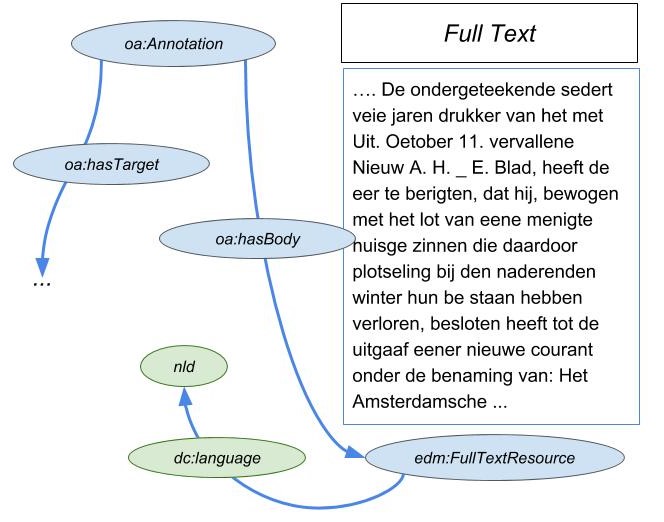 oa:Annotation
Full Text
oa:hasTarget
...
oa:hasBody
.... De ondergeteekende sedert
veie jaren drukker van het met
Uit. Oetober 11. vervallene
Nieuw A. H. _ E. Blad, heeft de
eer te berigten, dat hij, bewogen
met het lot van eene menigte
huisge zinnen die daardoor
plotseling bij den naderenden
winter hun be staan hebben
verloren, besloten heeft tot de
uitgaaf eener nieuwe courant
onder de benaming van: Het
Amsterdamsche ...
nld
dc:language
edm:FullTextResource